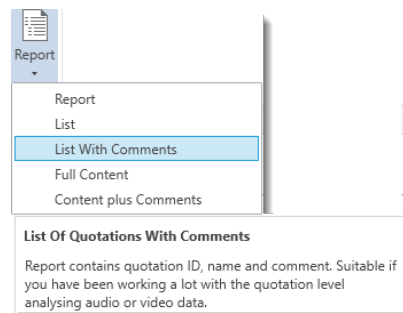 Report
Report
List
List With Comments
Full Content
Content plus Comments
List Of Quotations With Comments
Report contains quotation ID, name and comment. Suitable if
you have been working a lot with the quotation level
analysing audio or video data.